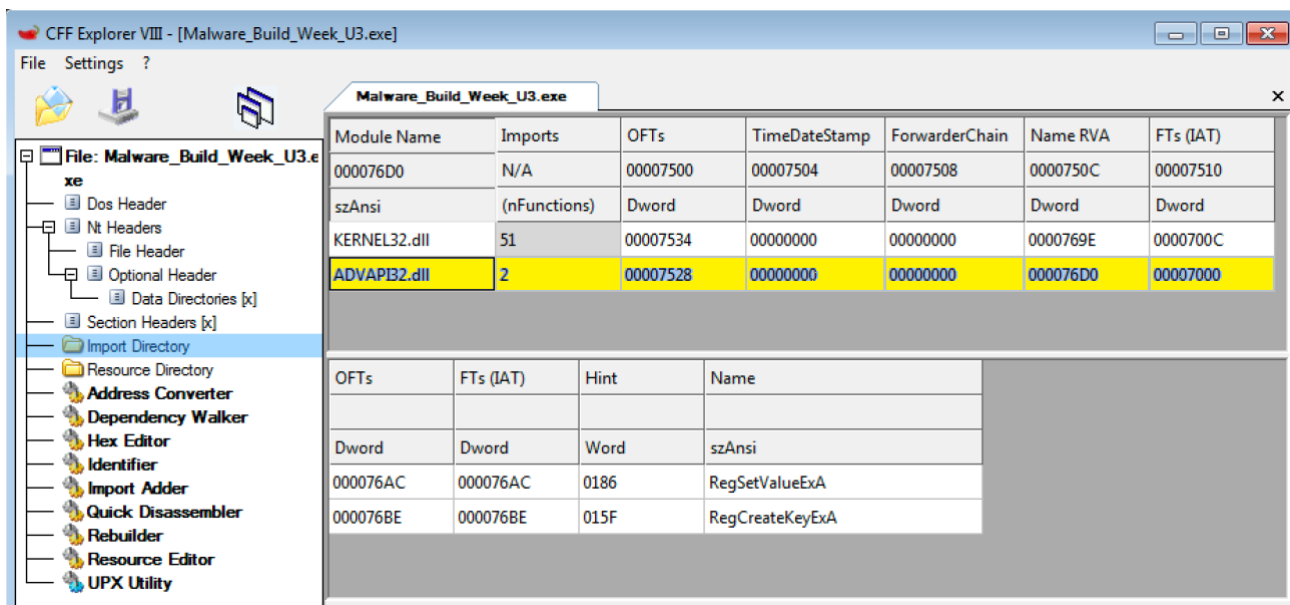 CFF Explorer VIII - [Malware_Build_Week_U3.exe]
File Settings ?
Malware_Build_Week_U3.exe
x
File: Malware_Build_Week_U3.e
xe
Dos Header
Nt Headers
File Header
Optional Header
Data Directories [x]
Section Headers [x]
Import Directory
Resource Directory
Address Converter
Dependency Walker
Hex Editor
Identifier
Import Adder
Quick Disassembler
Rebuilder
Resource Editor
UPX Utility
Module Name Imports OFTs TimeDateStamp ForwarderChain Name RVA FTs (IAT)
000076D0 N/A 00007500 00007504 00007508 0000750C 00007510
szAnsi (nFunctions) Dword Dword Dword Dword Dword
KERNEL32.dll 51 00007534 00000000 00000000 0000769E 0000700C
ADVAPI32.dll 2 00007528 00000000 00000000 000076D0 00007000
OFTs FTs (IAT) Hint Name
Dword Dword Word szAnsi
000076AC 000076AC 0186 RegSetValueExA
000076BE 000076BE 015F RegCreateKeyExA